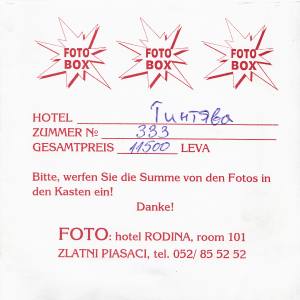 FOTO BOX FOTO BOX FOTO BOX
HOTEL Тинтява
ZUMMER № 333
GESAMTPREIS 11500 LEVA
Bitte, werfen Sie die Summe von den Fotos in
den Kasten ein!
Danke!
FOTO: hotel RODINA, room 101
ZLATNI PIASACI, tel. 052/ 85 52 52